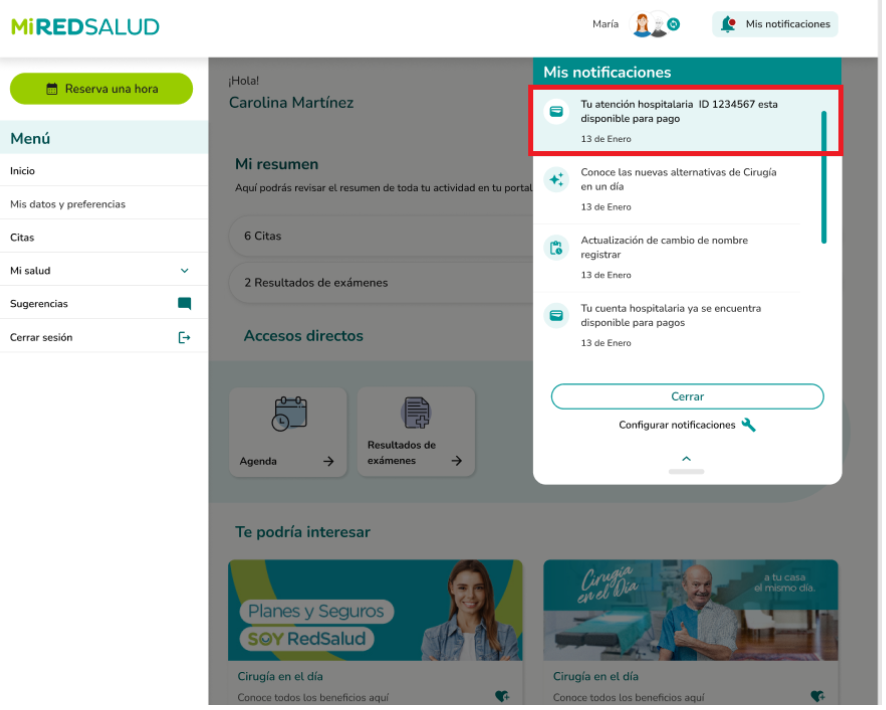 MiREDSALUD
María
Mis notificaciones
Reserva una hora
Menú
Inicio
Mis datos y preferencias
Citas
Mi salud
Sugerencias
Cerrar sesión
¡Hola!
Carolina Martínez
Mi resumen
Aquí podrás revisar el resumen de toda tu actividad en tu portal
6 Citas
2 Resultados de exámenes
Accesos directos
Agenda
Resultados de
exámenes
Mis notificaciones
Tu atención hospitalaria ID 1234567 esta
disponible para pago
13 de Enero
Conoce las nuevas alternativas de Cirugía
en un día
13 de Enero
Actualización de cambio de nombre
registrar
13 de Enero
Tu cuenta hospitalaria ya se encuentra
disponible para pagos
13 de Enero
Cerrar
Configurar notificaciones
Te podría interesar
Planes y Seguros
SOY RedSalud
Cirugía en el día
Conoce todos los beneficios aquí
Cirugía
en el Día
a tu casa
el mismo día.
Cirugía en el día
Conoce todos los beneficios aquí